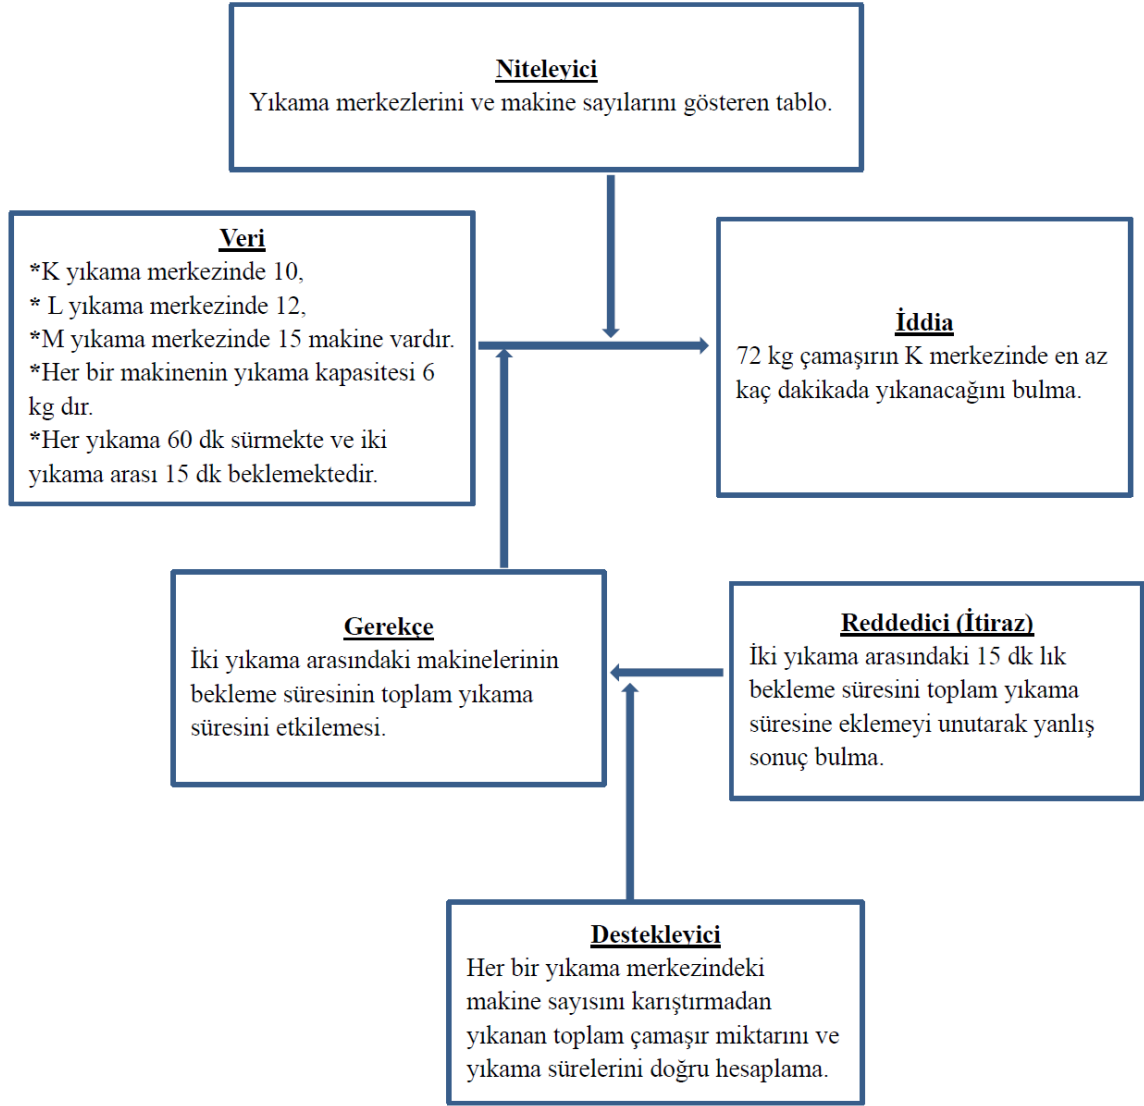 Niteleyici
Yıkama merkezlerini ve makine sayılarını gösteren tablo.
Veri
*K yıkama merkezinde 10,
* L yıkama merkezinde 12,
*M yıkama merkezinde 15 makine vardır.
*Her bir makinenin yıkama kapasitesi 6
kg dır.
*Her yıkama 60 dk sürmekte ve iki
yıkama arası 15 dk beklemektedir.
İddia
72 kg çamaşırın K merkezinde en az
kaç dakikada yıkanacağını bulma.
Gerekçe
İki yıkama arasındaki makinelerinin
bekleme süresinin toplam yıkama
süresini etkilemesi.
Reddedici (İtiraz)
İki yıkama arasındaki 15 dk lık
bekleme süresini toplam yıkama
süresine eklemeyi unutarak yanlış
sonuç bulma.
Destekleyici
Her bir yıkama merkezindeki
makine sayısını karıştırmadan
yıkanan toplam çamaşır miktarını ve
yıkama sürelerini doğru hesaplama.